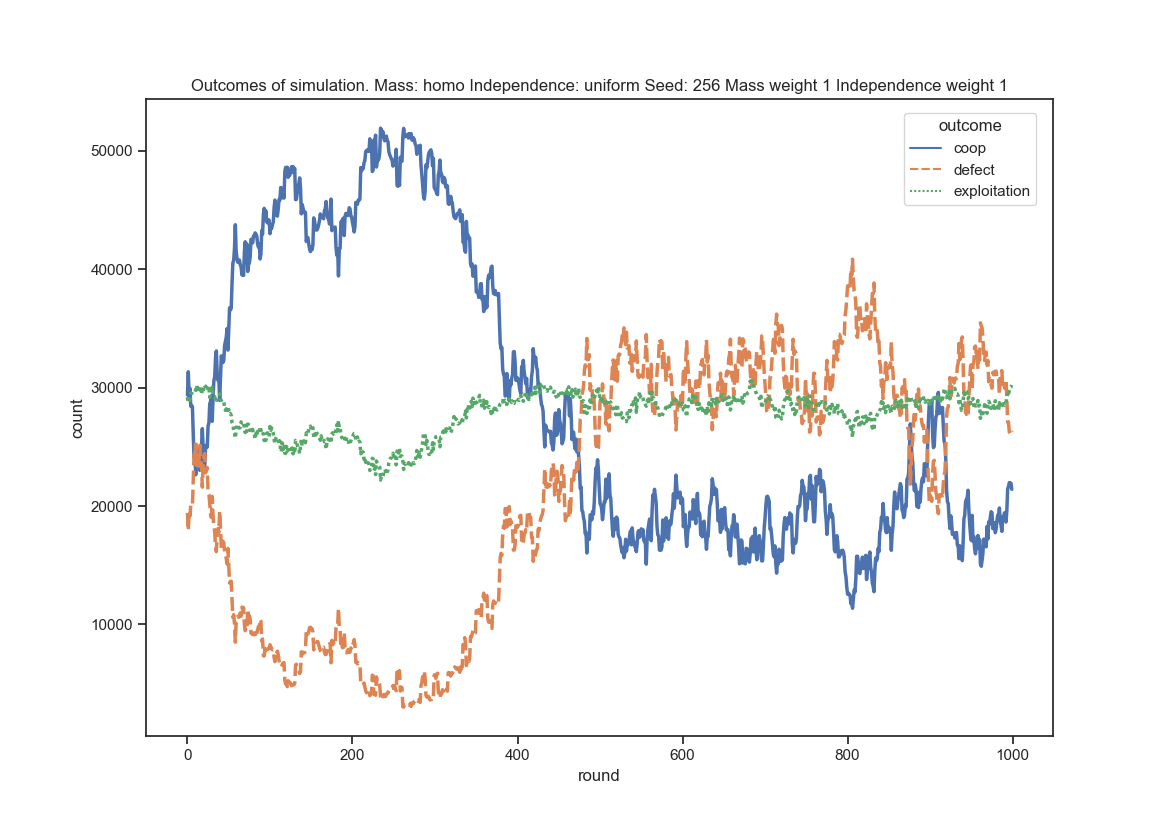 Outcomes of simulation. Mass: homo Independence: uniform Seed: 256 Mass weight 1 Independence weight 1
outcome
coop
defect
exploitation
50000
40000
30000
20000
10000
count
0 200 400 600 800 1000
round